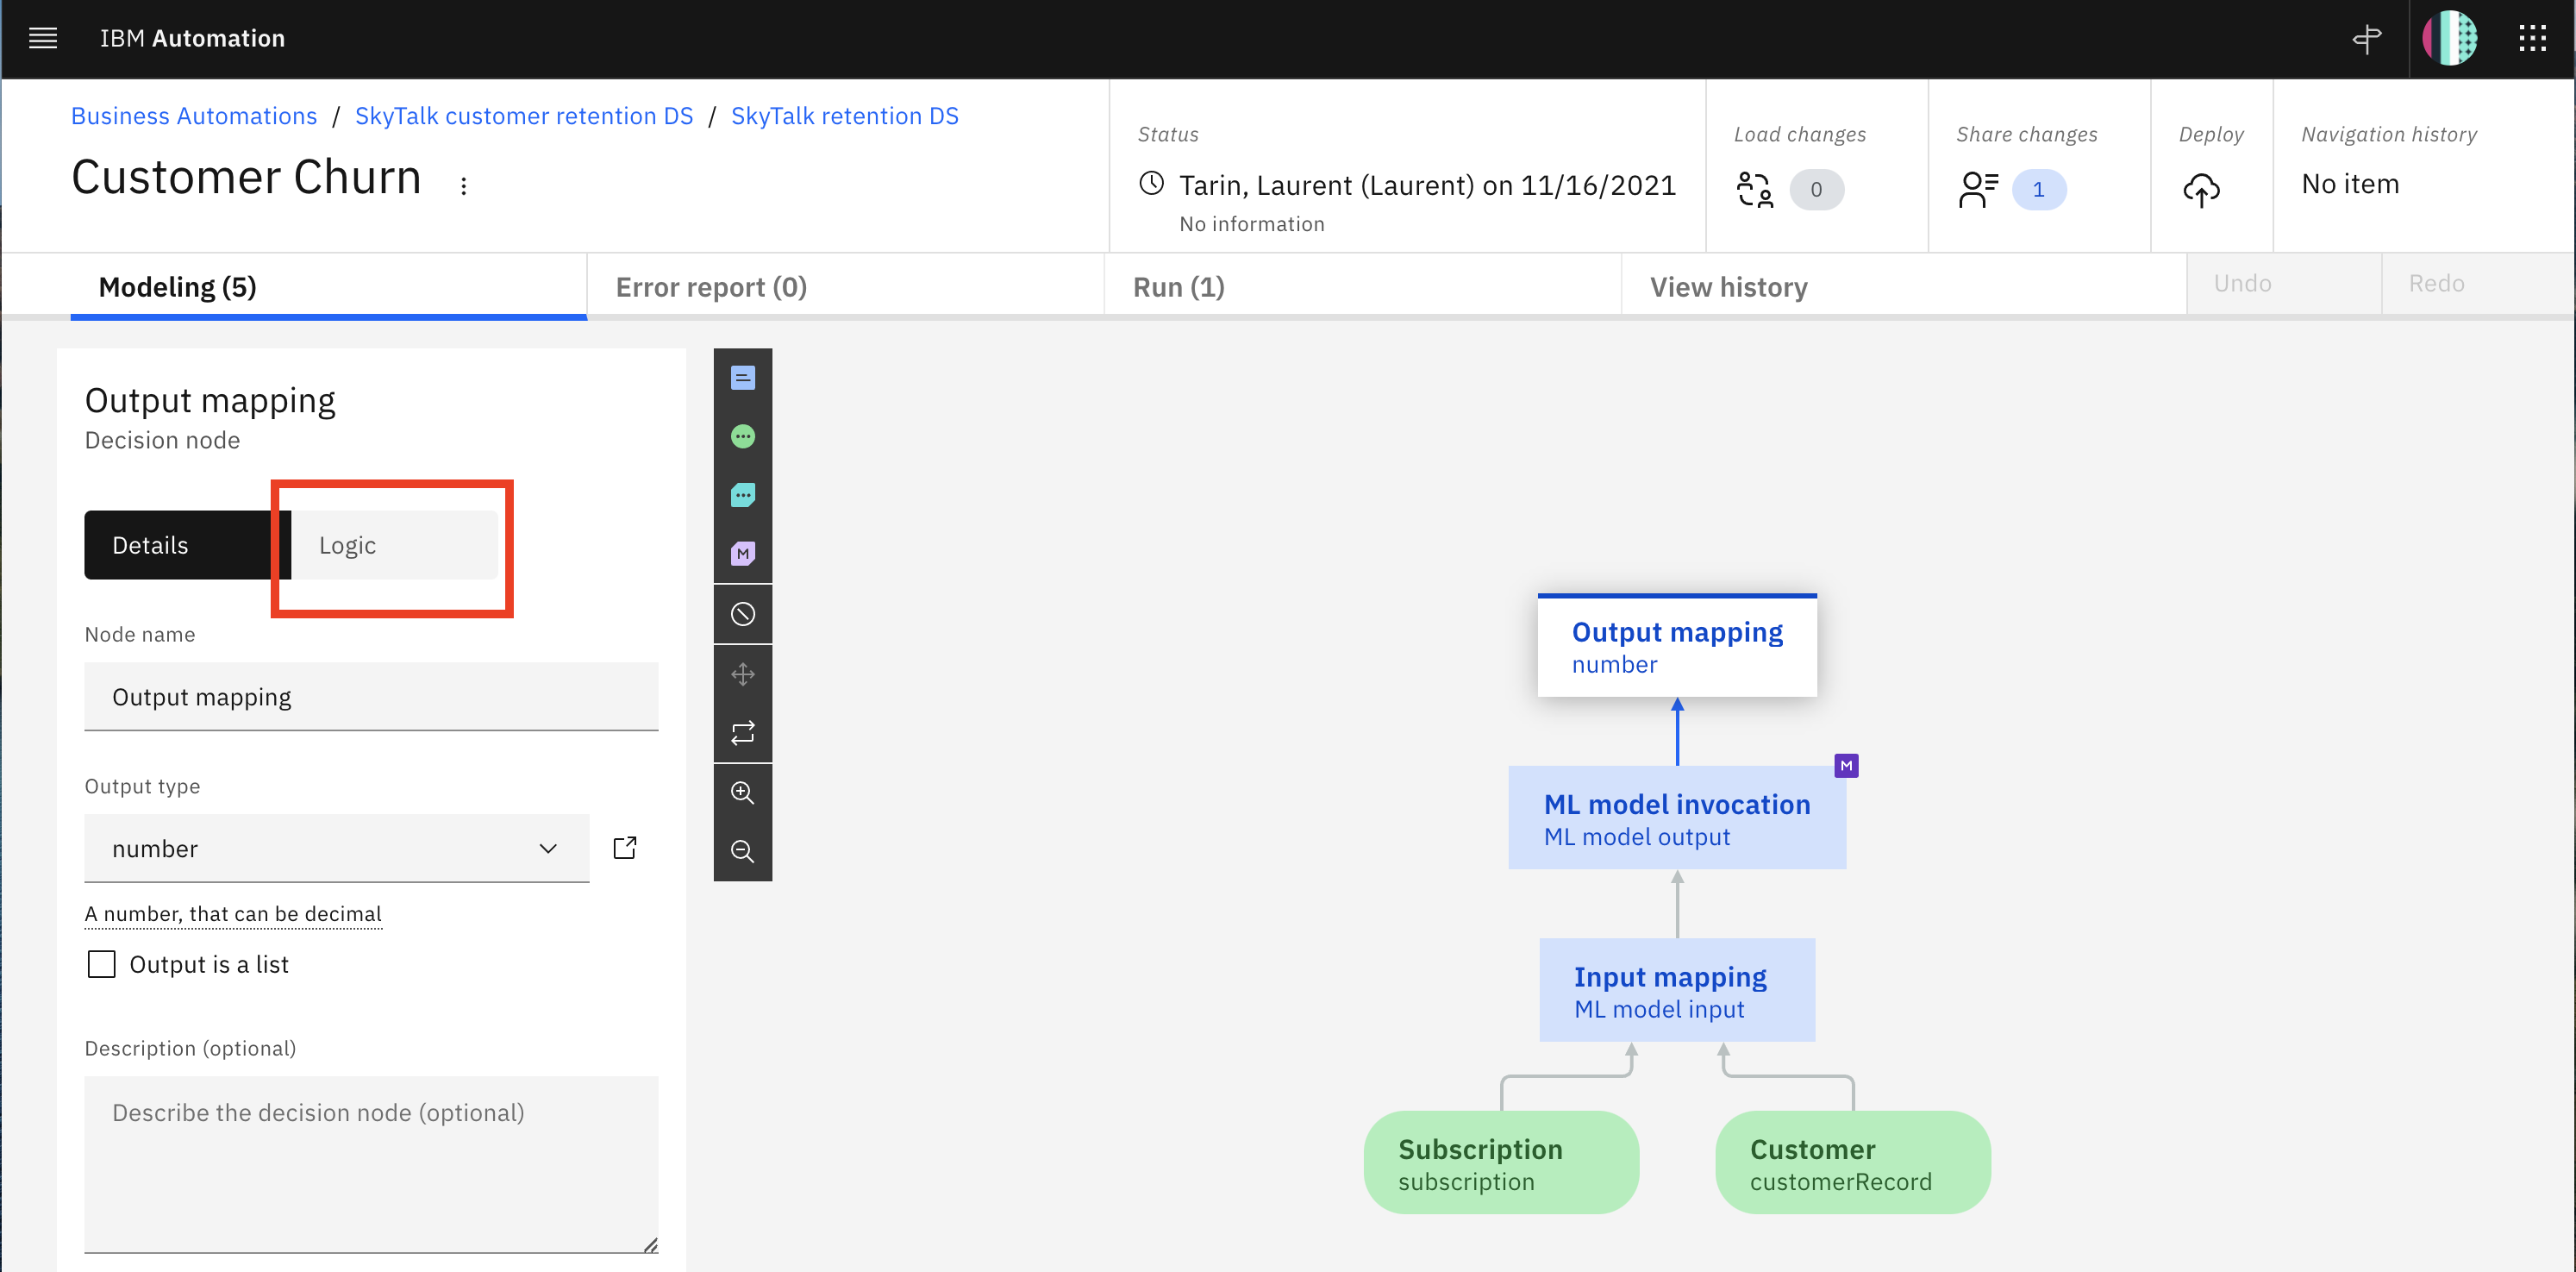 IBM Automation
Business Automations / SkyTalk customer retention DS / SkyTalk retention DS
Customer Churn
Status
Tarin, Laurent (Laurent) on 11/16/2021
No information
Load changes
0
Share changes
1
Deploy
Navigation history
No item
Modeling (5)
Error report (0)
Run (1)
View history
Undo
Redo
Output mapping
Decision node
Details
Logic
Node name
Output mapping
Output type
number
A number, that can be decimal
Output is a list
Description (optional)
Describe the decision node (optional)
M
Output mapping
number
M
ML model invocation
ML model output
Input mapping
ML model input
Subscription
subscription
Customer
customerRecord